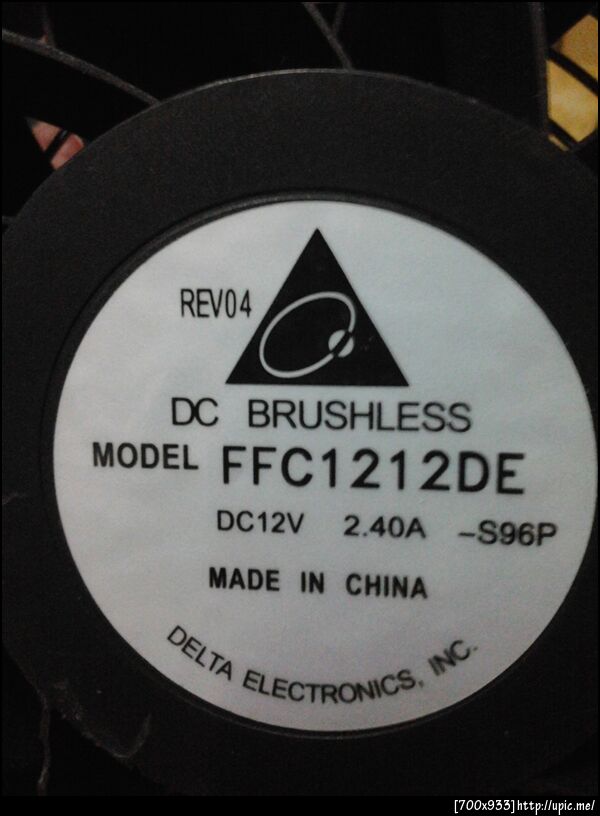 REV04
DC BRUSHLESS
MODEL FFC1212DE
DC12V 2.40A -S96P
MADE IN CHINA
DELTA ELECTRONICS, INC.
[700x933]http://upic.me/